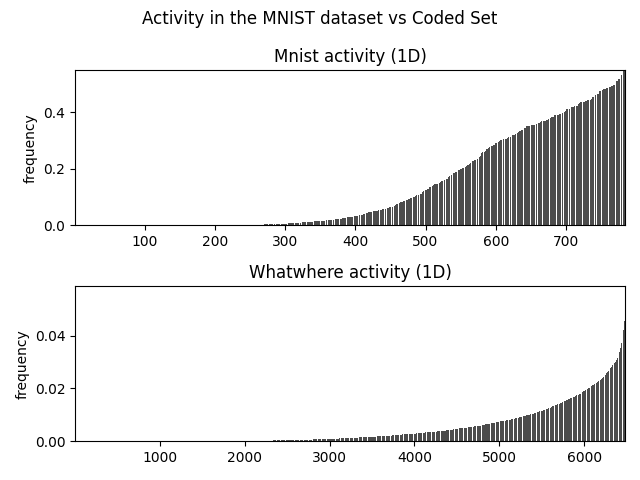 Activity in the MNIST dataset vs Coded Set
Mnist activity (1D)
frequency
0.4
0.2
0.0
100 200 300 400 500 600 700
Whatwhere activity (1D)
frequency
0.04
0.02
0.00
1000 2000 3000 4000 5000 6000